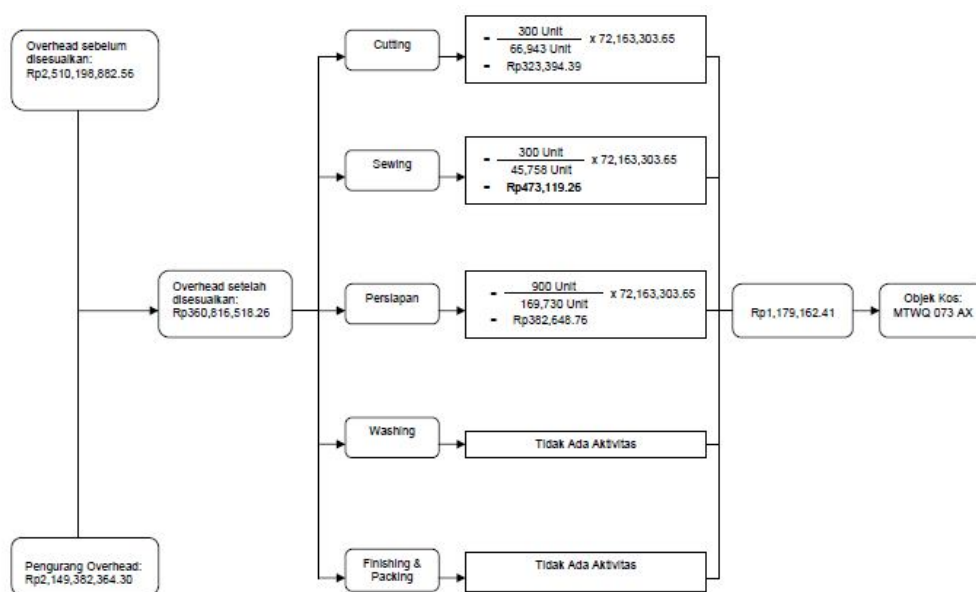 Overhead sebelum
disesuaikan:
Rp2,510,198,882.56
Pengurang Overhead:
Rp2,149,382,364.30
Overhead setelah
disesuaikan:
Rp360,816,518.26
Cutting
- 300 Unit
66,943 Unit
x 72,163,303.65
- Rp323,394.39
Sewing
- 300 Unit
45,758 Unit
x 72,163,303.65
- Rp473,119.26
Persiapan
- 900 Unit
169,730 Unit
x 72,163,303.65
- Rp382,648.76
Washing
Tidak Ada Aktivitas
Finishing &
Packing
Tidak Ada Aktivitas
Rp1,179,162.41
Objek Kos:
MTWQ 073 AX